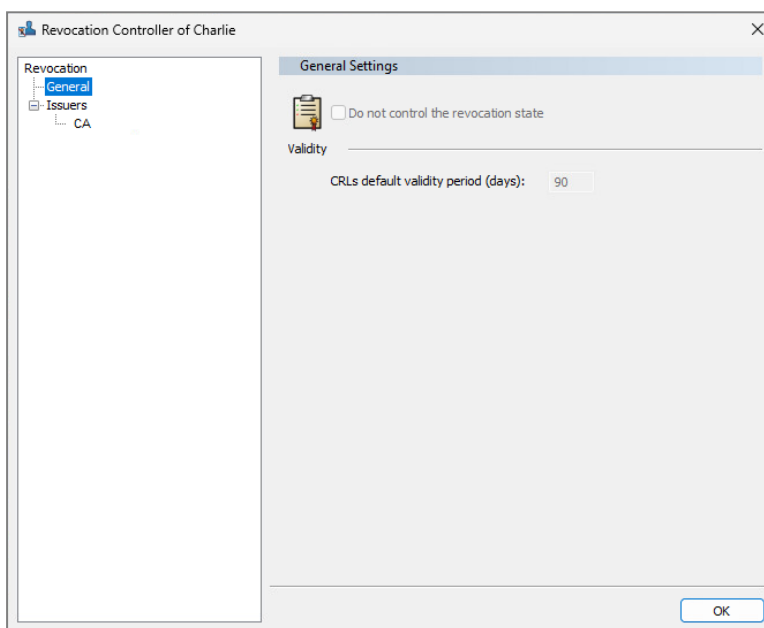 Revocation Controller of Charlie
Revocation
General
Issuers
CA
General Settings
Do not control the revocation state
Validity
CRLs default validity period (days): 90
OK